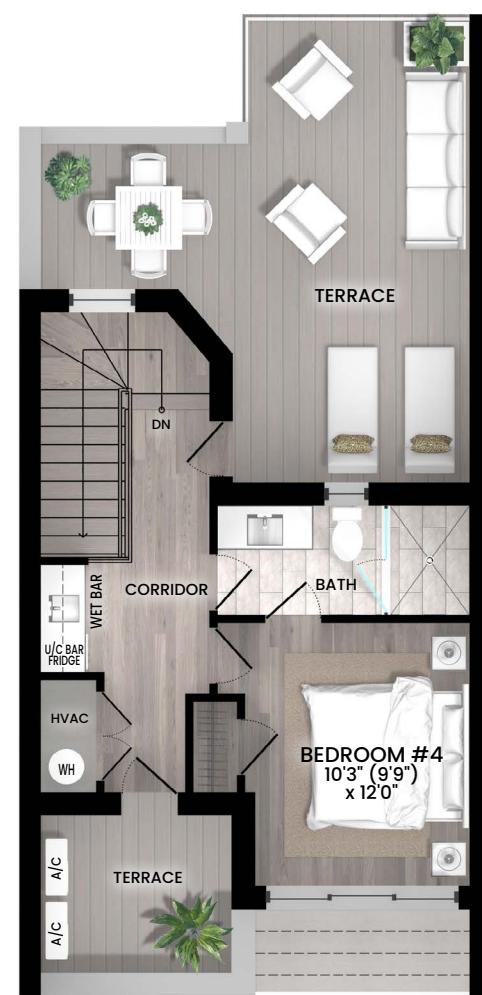 TERRACE
DN
CORRIDOR
BATH
WET BAR
U/C BAR
FRIDGE
HVAC
WH
BEDROOM #4
10'3" (9'9")
x 12'0"
TERRACE
A/C
A/C